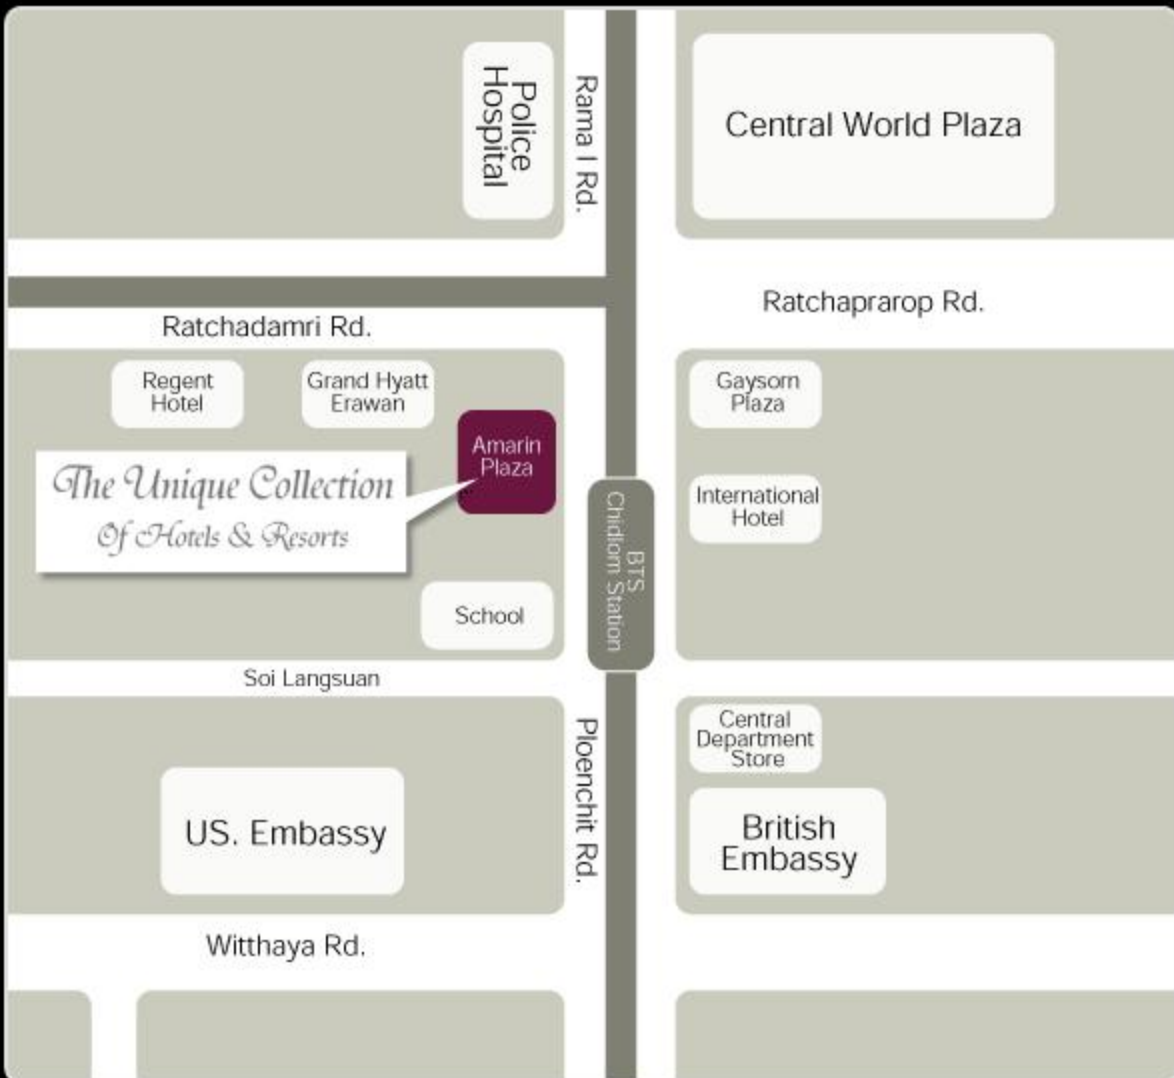 Police
Hospital
Rama I Rd.
Central World Plaza
Ratchaprarop Rd.
Ratchadamri Rd.
Regent
Hotel
Grand Hyatt
Erawan
Amarin
Plaza
Gaysorn
Plaza
The Unique Collection
Of Hotels & Resorts
International
Hotel
BTS
Chidlom Station
School
Soi Langsuan
Ploenchit Rd.
Central
Department
Store
US. Embassy
British
Embassy
Witthaya Rd.